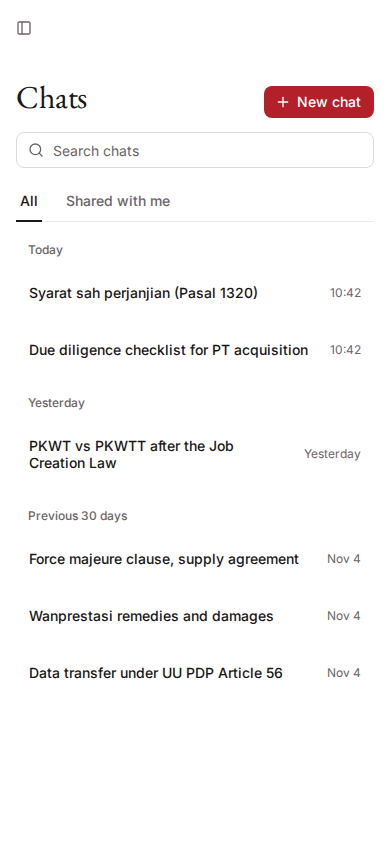 Chats
New chat
Search chats
All
Shared with me
Today
Syarat sah perjanjian (Pasal 1320)
10:42
Due diligence checklist for PT acquisition
10:42
Yesterday
PKWT vs PKWTT after the Job
Creation Law
Yesterday
Previous 30 days
Force majeure clause, supply agreement
Nov 4
Wanprestasi remedies and damages
Nov 4
Data transfer under UU PDP Article 56
Nov 4